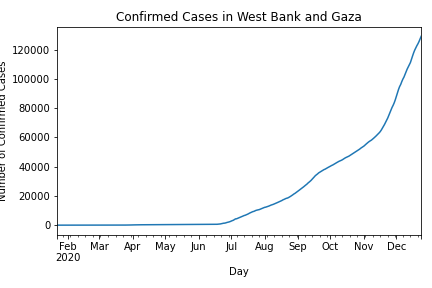 Confirmed Cases in West Bank and Gaza
Number of Confirmed Cases
120000
100000
80000
60000
40000
20000
0
Feb Mar Apr May Jun Jul Aug Sep Oct Nov Dec
2020
Day